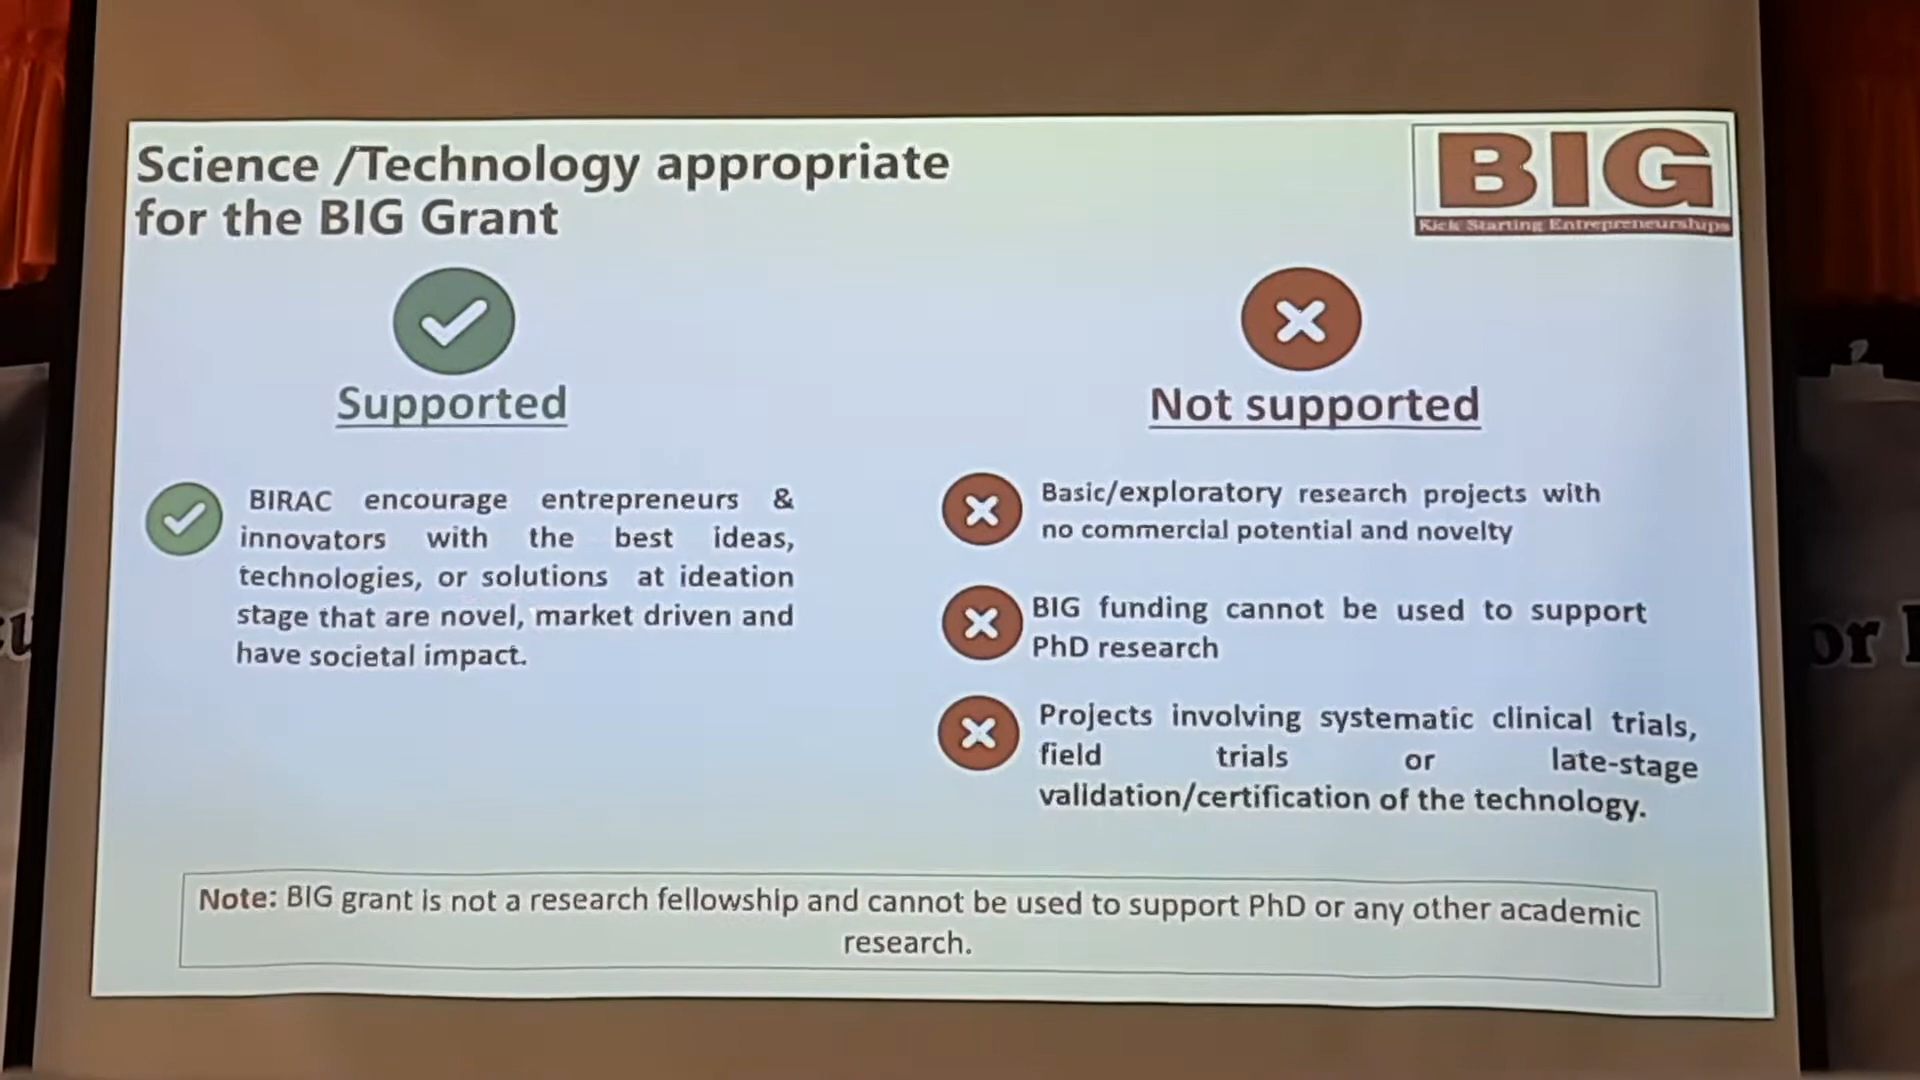 Science /Technology appropriate
for the BIG Grant
BIG
Kick Starting Entrepreneurships
Supported
BIRAC encourage entrepreneurs &
innovators with the best ideas,
technologies, or solutions at ideation
stage that are novel, market driven and
have societal impact.
Not supported
Basic/exploratory research projects with
no commercial potential and novelty
BIG funding cannot be used to support
PhD research
Projects involving systematic clinical trials,
field trials or late-stage
validation/certification of the technology.
Note: BIG grant is not a research fellowship and cannot be used to support PhD or any other academic
research.
or